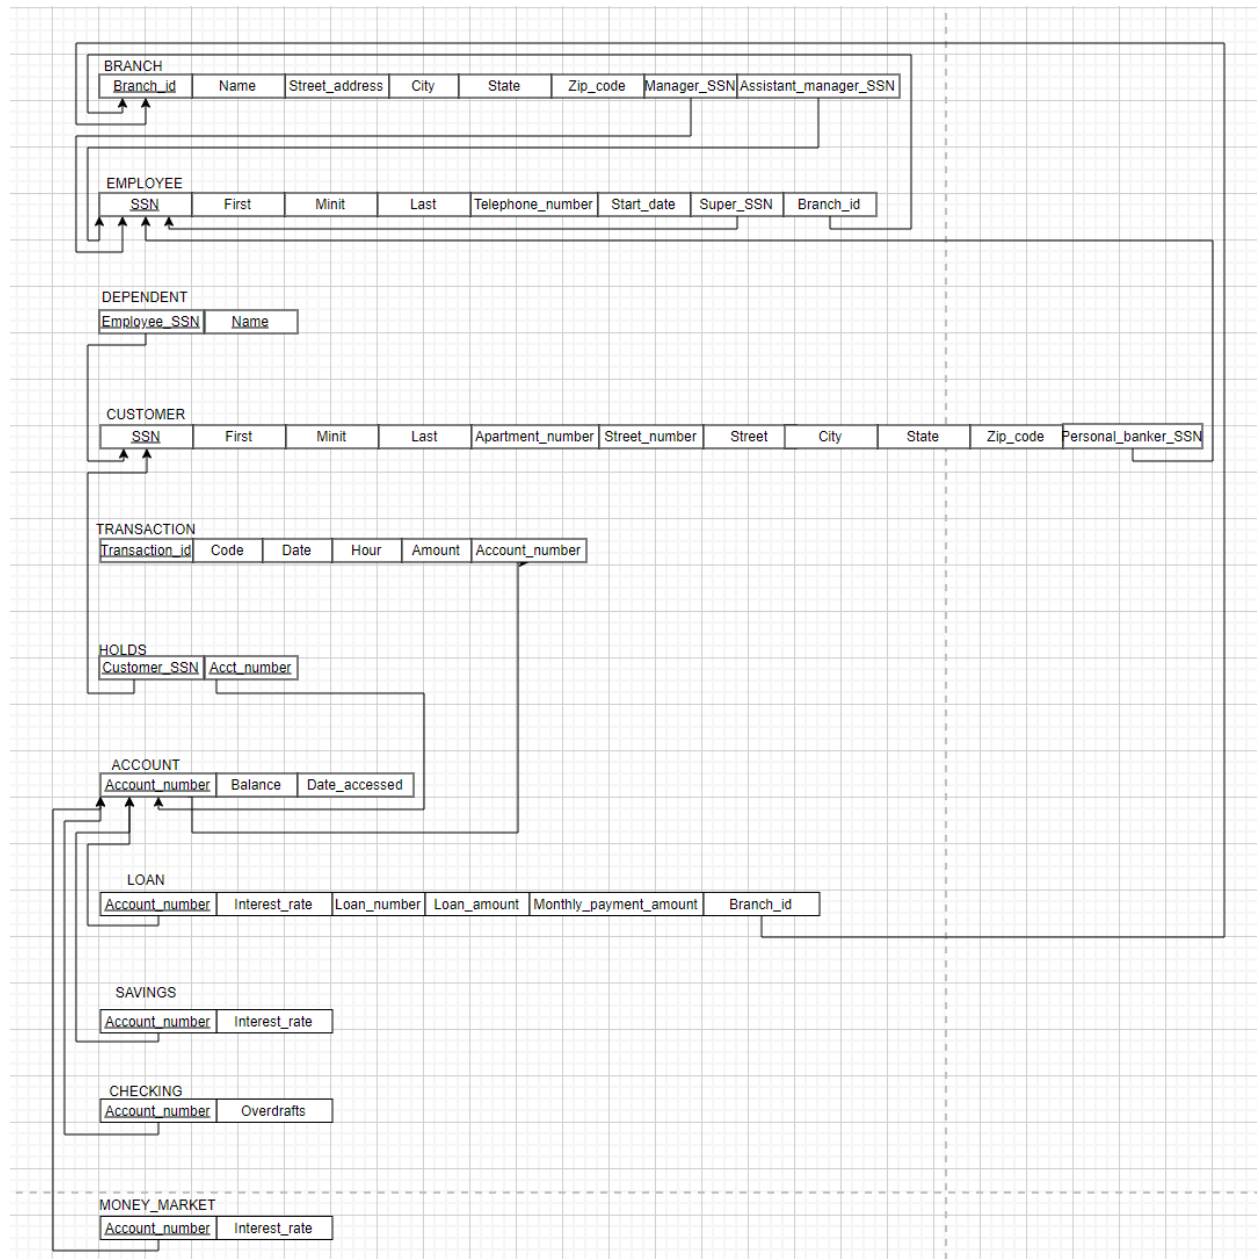 BRANCH
Branch_id Name Street_address City State Zip_code Manager_SSN Assistant_manager_SSN
EMPLOYEE
SSN First Minit Last Telephone_number Start_date Super_SSN Branch_id
DEPENDENT
Employee_SSN Name
CUSTOMER
SSN First Minit Last Apartment_number Street_number Street City State Zip_code Personal_banker_SSN
TRANSACTION
Transaction_id Code Date Hour Amount Account_number
HOLDS
Customer_SSN Acct_number
ACCOUNT
Account_number Balance Date_accessed
LOAN
Account_number Interest_rate Loan_number Loan_amount Monthly_payment_amount Branch_id
SAVINGS
Account_number Interest_rate
CHECKING
Account_number Overdrafts
MONEY_MARKET
Account_number Interest_rate